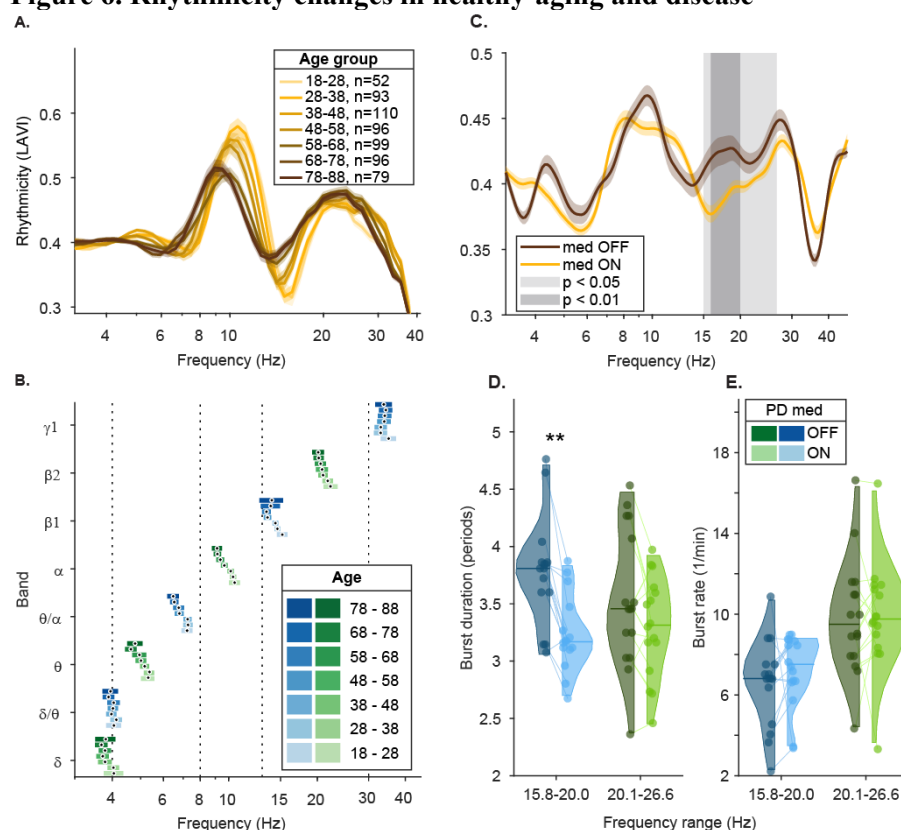 Figure 6. Rhythmicity changes in healthy aging and disease
A.
Rhythmicity (LAVI)
0.6
0.5
0.4
0.3
Age group
18-28, n=52
28-38, n=93
38-48, n=110
48-58, n=96
58-68, n=99
68-78, n=96
78-88, n=79
4 6 8 10 20 30 40
Frequency (Hz)
C.
0.5
0.45
0.4
0.35
0.3
med OFF
med ON
p < 0.05
p < 0.01
4 6 8 10 15 20 30 40
Frequency (Hz)
B.
Band
γ1
β2
β1
α
θ/α
θ
δ/θ
δ
Age
78 - 88
68 - 78
58 - 68
48 - 58
38 - 48
28 - 38
18 - 28
4 6 8 10 15 20 30 40
Frequency (Hz)
D.
Burst duration (periods)
5
4.5
4
3.5
3
2.5
2
**
15.8-20.0
20.1-26.6
E.
PD med
OFF
ON
Burst rate (1/min)
18
14
10
6
2
15.8-20.0
20.1-26.6
Frequency range (Hz)